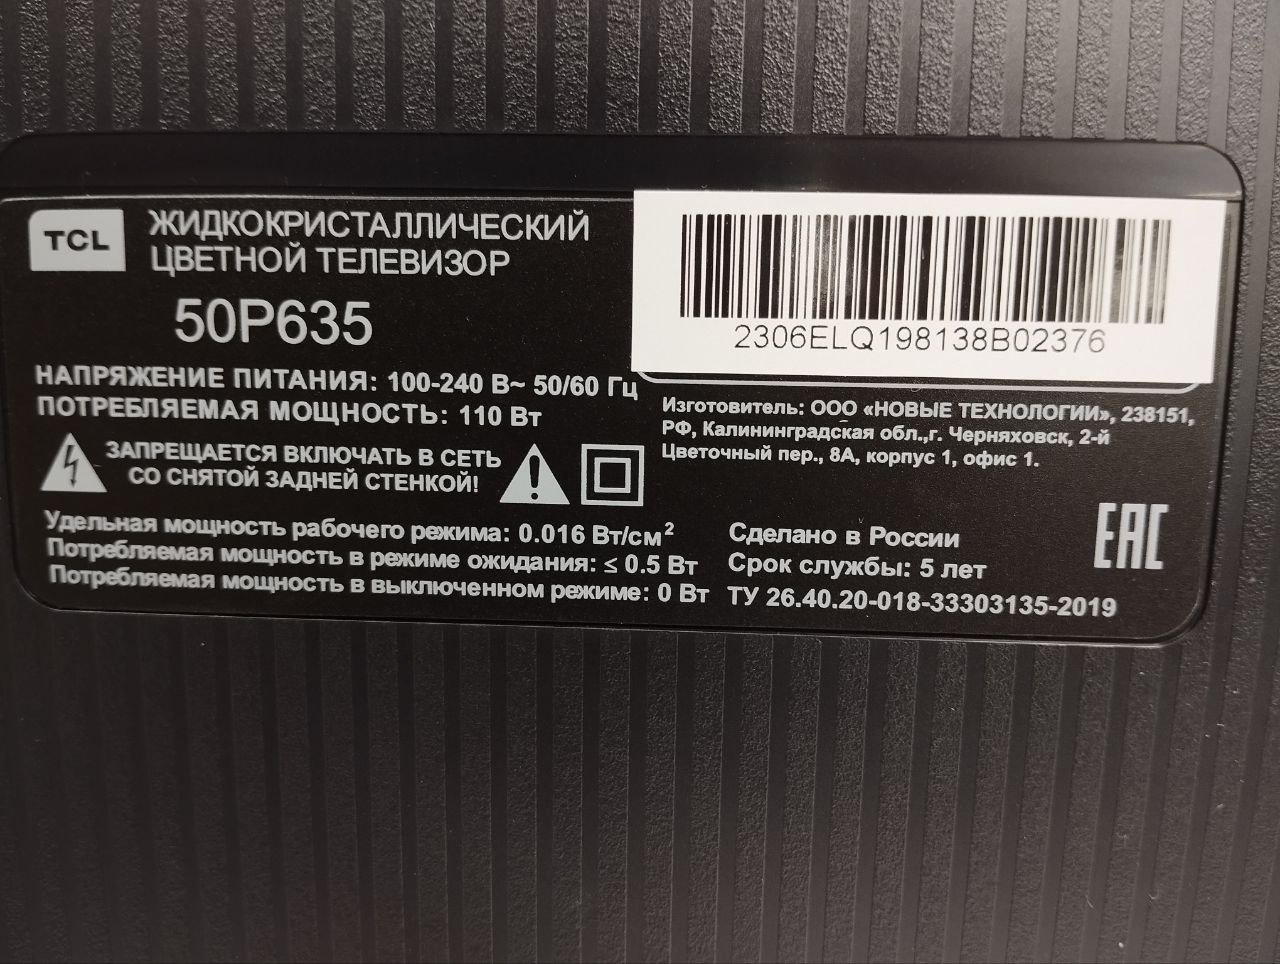 TCL
ЖИДКОКРИСТАЛЛИЧЕСКИЙ
ЦВЕТНОЙ ТЕЛЕВИЗОР
50P635
2306ELQ198138B02376
НАПРЯЖЕНИЕ ПИТАНИЯ: 100-240 В~ 50/60 Гц
ПОТРЕБЛЯЕМАЯ МОЩНОСТЬ: 110 Вт
ЗАПРЕЩАЕТСЯ ВКЛЮЧАТЬ В СЕТЬ
СО СНЯТОЙ ЗАДНЕЙ СТЕНКОЙ!
Изготовитель: ООО «НОВЫЕ ТЕХНОЛОГИИ», 238151,
РФ, Калининградская обл.,г. Черняховск, 2-й
Цветочный пер., 8А, корпус 1, офис 1.
Удельная мощность рабочего режима: 0.016 Вт/см²
Потребляемая мощность в режиме ожидания: ≤ 0.5 Вт
Потребляемая мощность в выключенном режиме: 0 Вт
Сделано в России
Срок службы: 5 лет
ТУ 26.40.20-018-33303135-2019
EAC